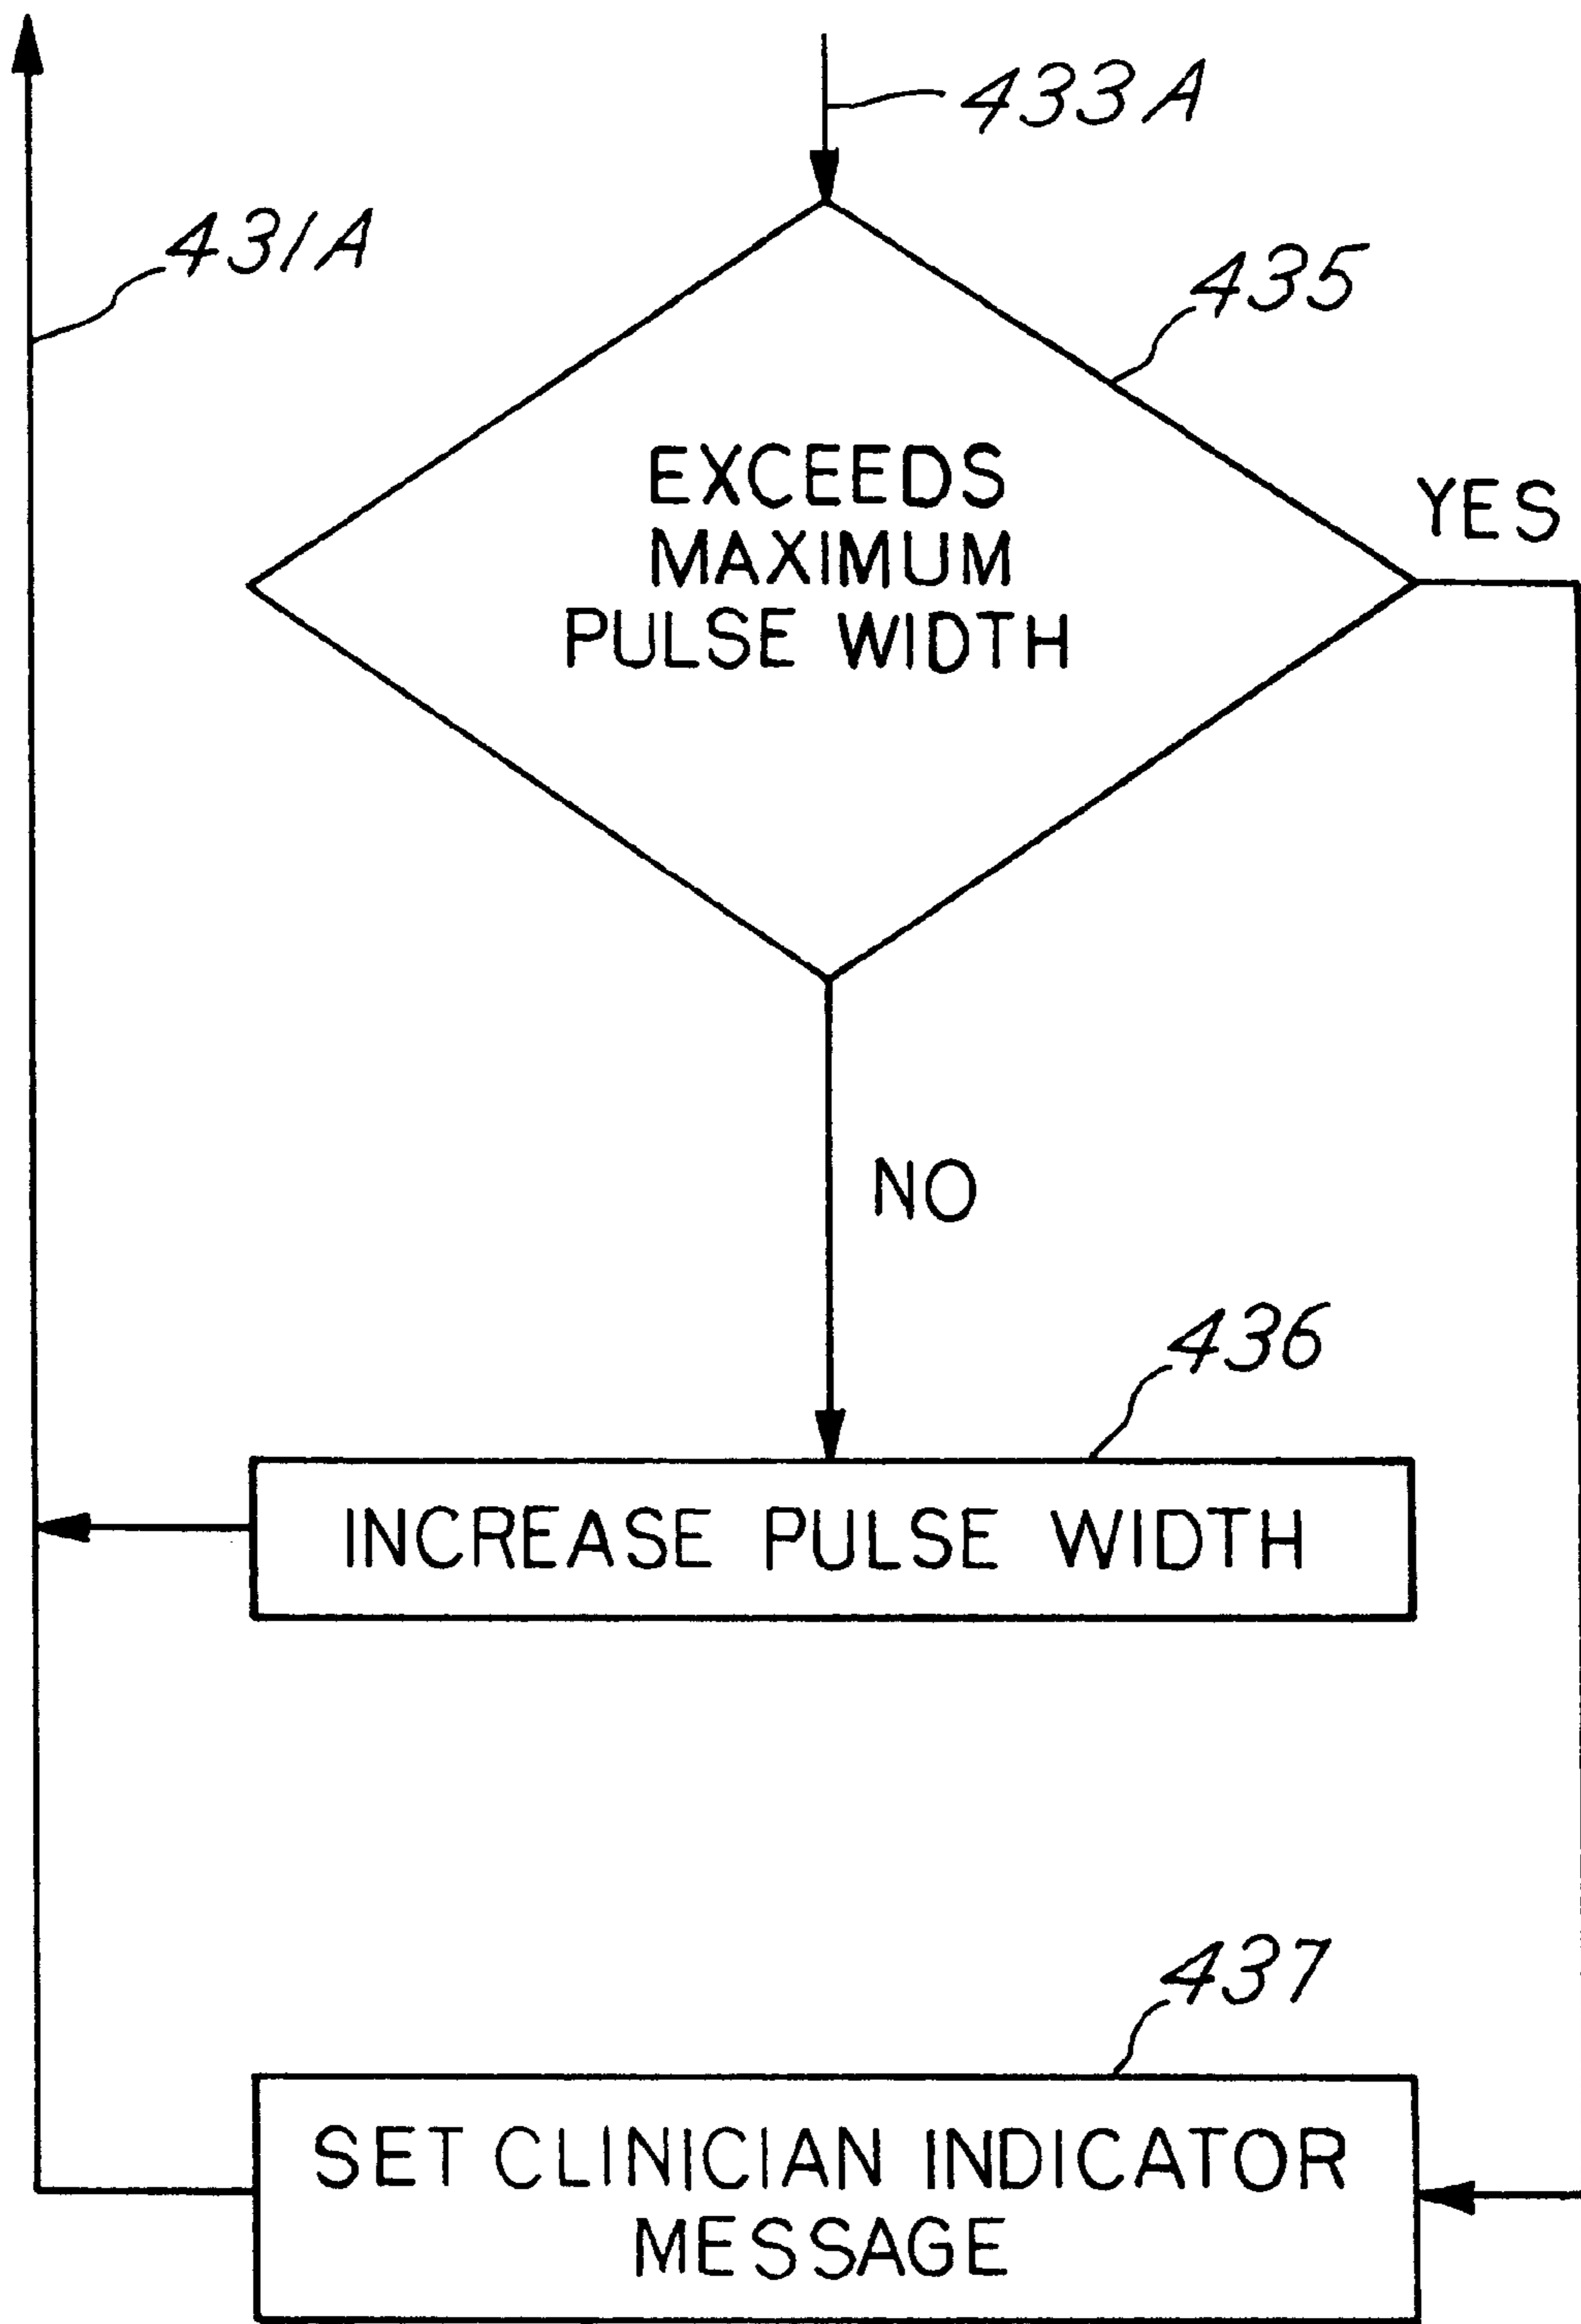 433A
431A
435
EXCEEDS
MAXIMUM
PULSE WIDTH
YES
NO
436
INCREASE PULSE WIDTH
437
SET CLINICIAN INDICATOR
MESSAGE